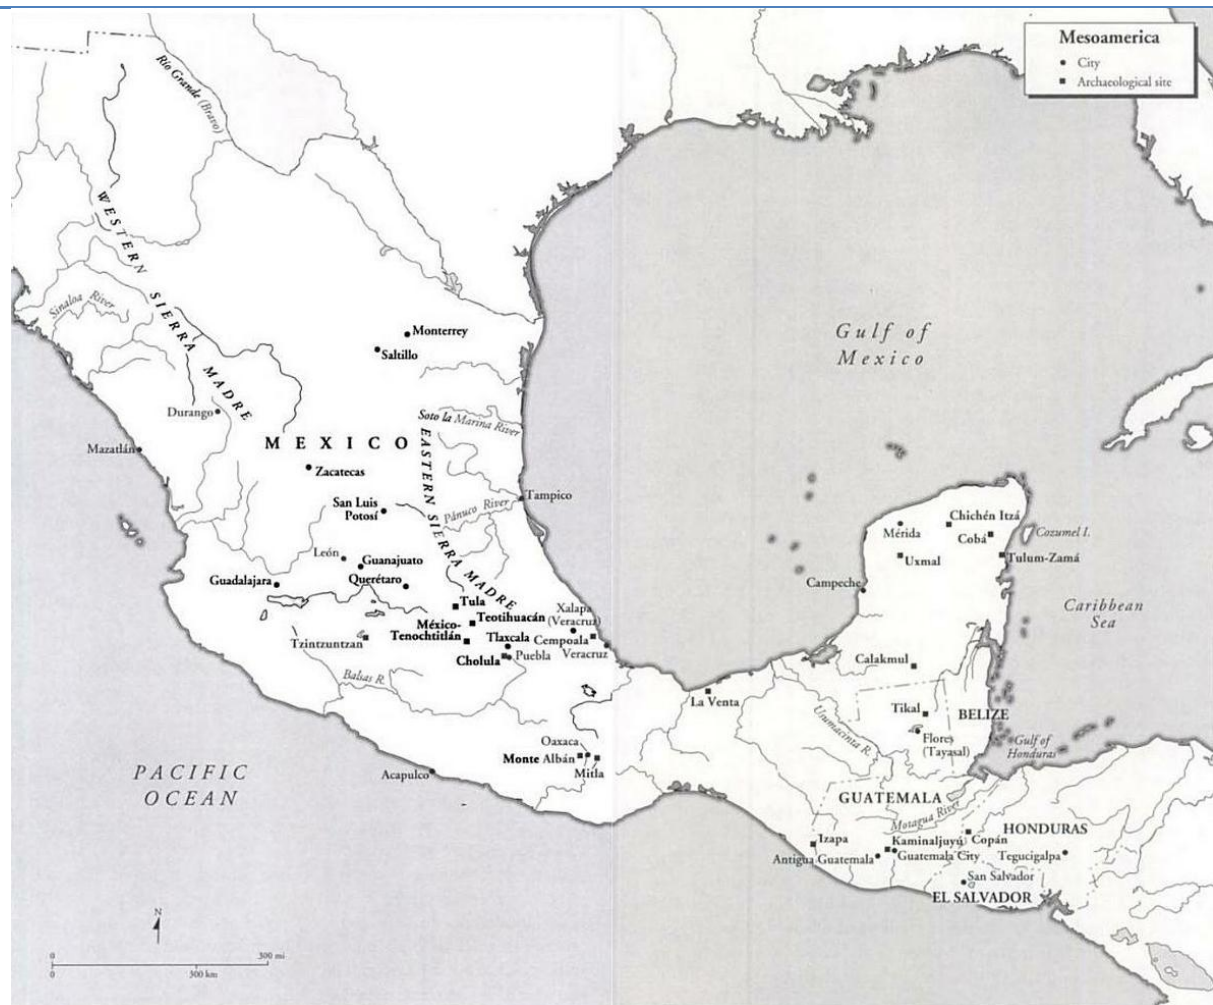 Mesoamerica
City
Archaeological site
Rio Grande (Bravo)
WESTERN SIERRA MADRE
Sinaloa River
Monterrey
Saltillo
Gulf of
Mexico
Durango
Soto la Marina River
MEXICO
EASTERN SIERRA MADRE
Mazatlán
Zacatecas
Tampico
San Luis
Potosí
Pánuco River
Chichén Itzá
Mérida
Cobá
Cozumel I.
León
Guanajuato
Uxmal
Tulum-Zamá
Guadalajara
Querétaro
Campeche
Tula
Xalapa
(Veracruz)
Caribbean
Sea
Teotihuacán
México-
Tenochtitlán
Tlaxcala
Cempoala
Tzintzuntzan
Veracruz
Cholula
Puebla
Calakmul
Balsas R.
La Venta
Tikal
BELIZE
Usumacinta R.
Flores
(Tayasal)
Gulf of
Honduras
Oaxaca
Monte Albán
Mitla
PACIFIC
OCEAN
Acapulco
GUATEMALA
Motagua River
HONDURAS
Izapa
Kaminaljuyú
Copán
Antigua Guatemala
Guatemala City
Tegucigalpa
San Salvador
EL SALVADOR
N
0
300 mi
0
300 km